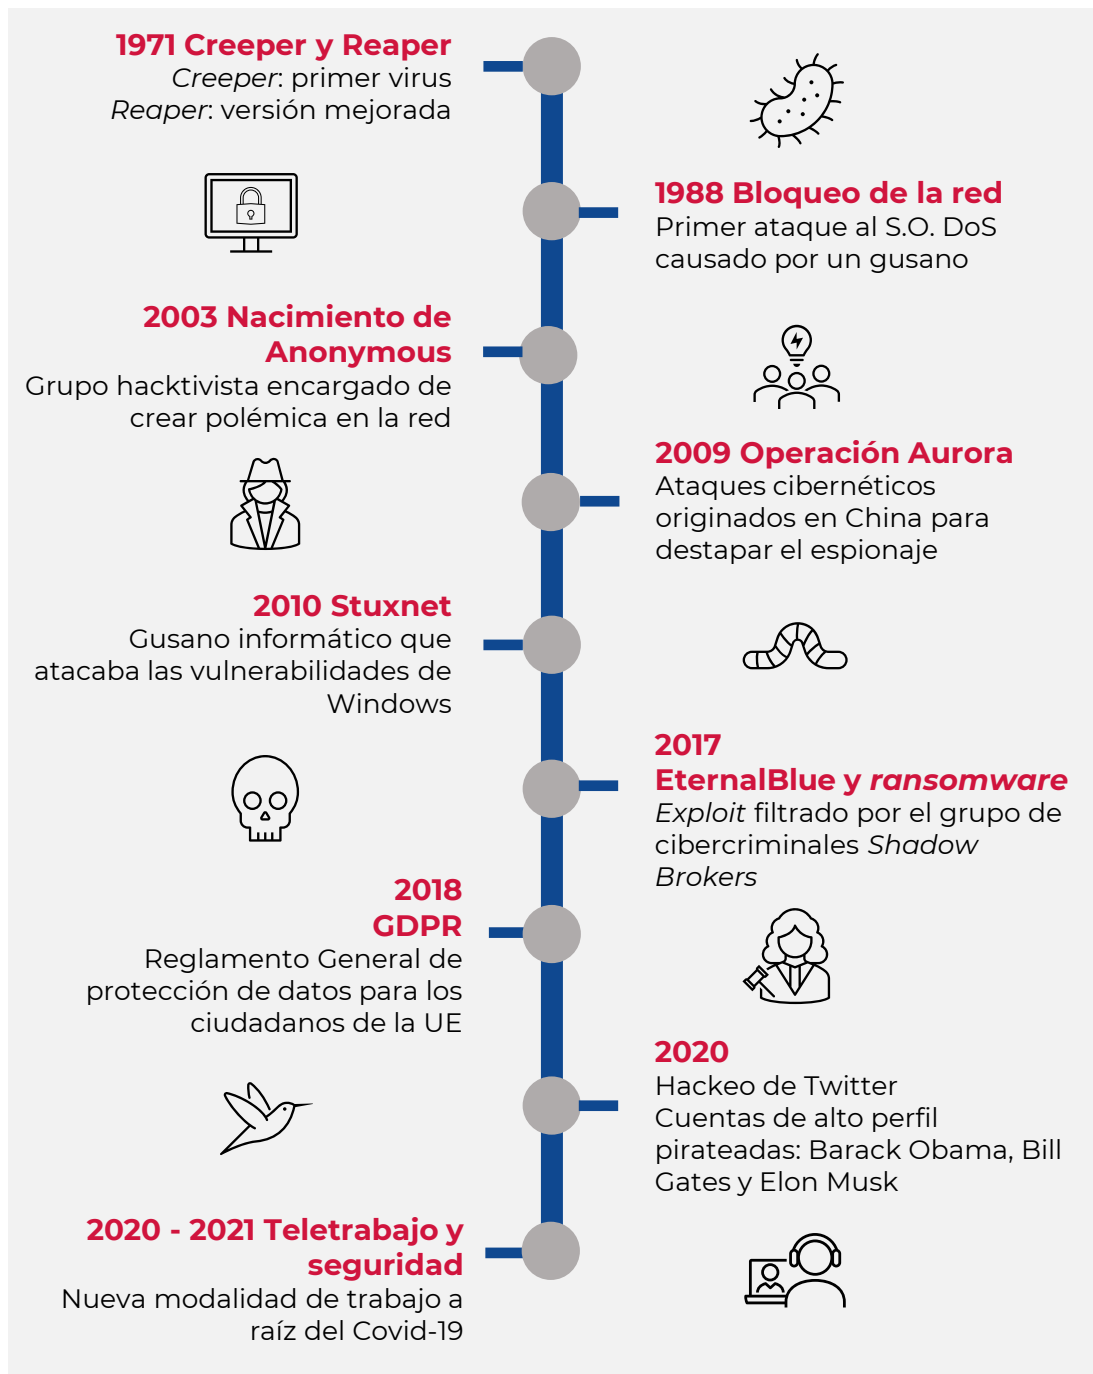 1971 Creeper y Reaper
Creeper: primer virus
Reaper: versión mejorada
1988 Bloqueo de la red
Primer ataque al S.O. DoS
causado por un gusano
2003 Nacimiento de
Anonymous
Grupo hacktivista encargado de
crear polémica en la red
2009 Operación Aurora
Ataques cibernéticos
originados en China para
destapar el espionaje
2010 Stuxnet
Gusano informático que
atacaba las vulnerabilidades de
Windows
2017
EternalBlue y ransomware
Exploit filtrado por el grupo de
cibercriminales Shadow
Brokers
2018
GDPR
Reglamento General de
protección de datos para los
ciudadanos de la UE
2020
Hackeo de Twitter
Cuentas de alto perfil
pirateadas: Barack Obama, Bill
Gates y Elon Musk
2020 - 2021 Teletrabajo y
seguridad
Nueva modalidad de trabajo a
raíz del Covid-19